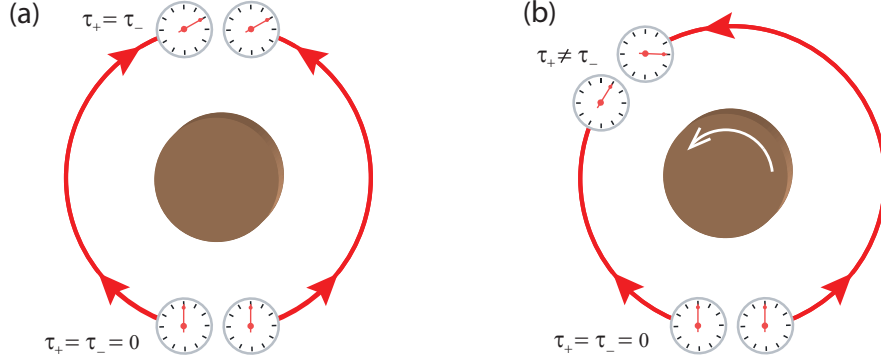 (a)
τ₊ = τ₋
τ₊ = τ₋ = 0
(b)
τ₊ ≠ τ₋
τ₊ = τ₋ = 0